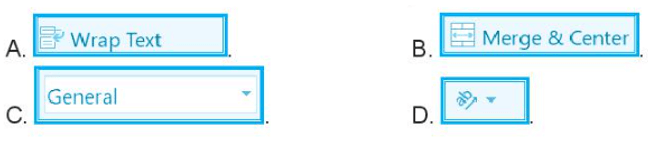 A. Wrap Text.
B. Merge & Center.
C. General.
D. .